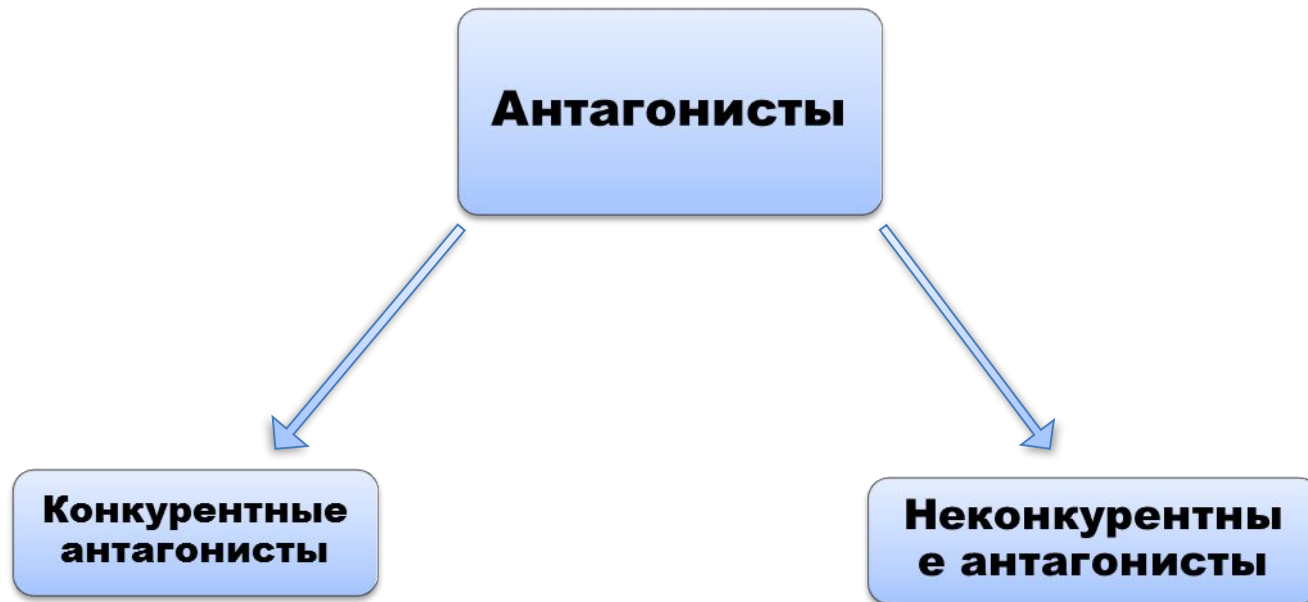 Антагонисты
Конкурентные
антагонисты
Неконкурентны
е антагонисты